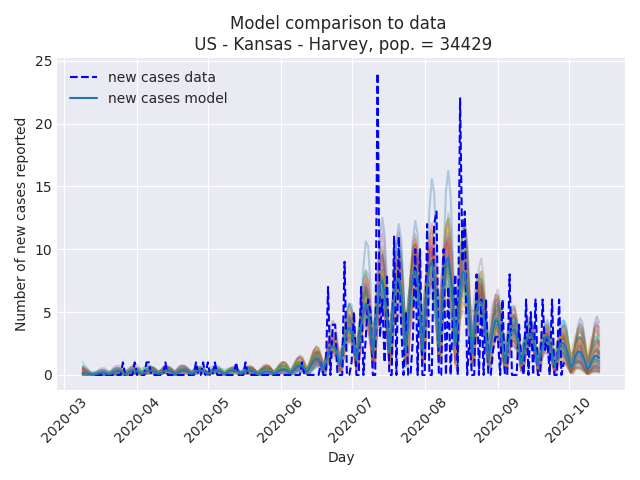 Model comparison to data
US - Kansas - Harvey, pop. = 34429
25
20
15
10
5
0
Number of new cases reported
new cases data
new cases model
2020-03
2020-04
2020-05
2020-06
2020-07
2020-08
2020-09
2020-10
Day